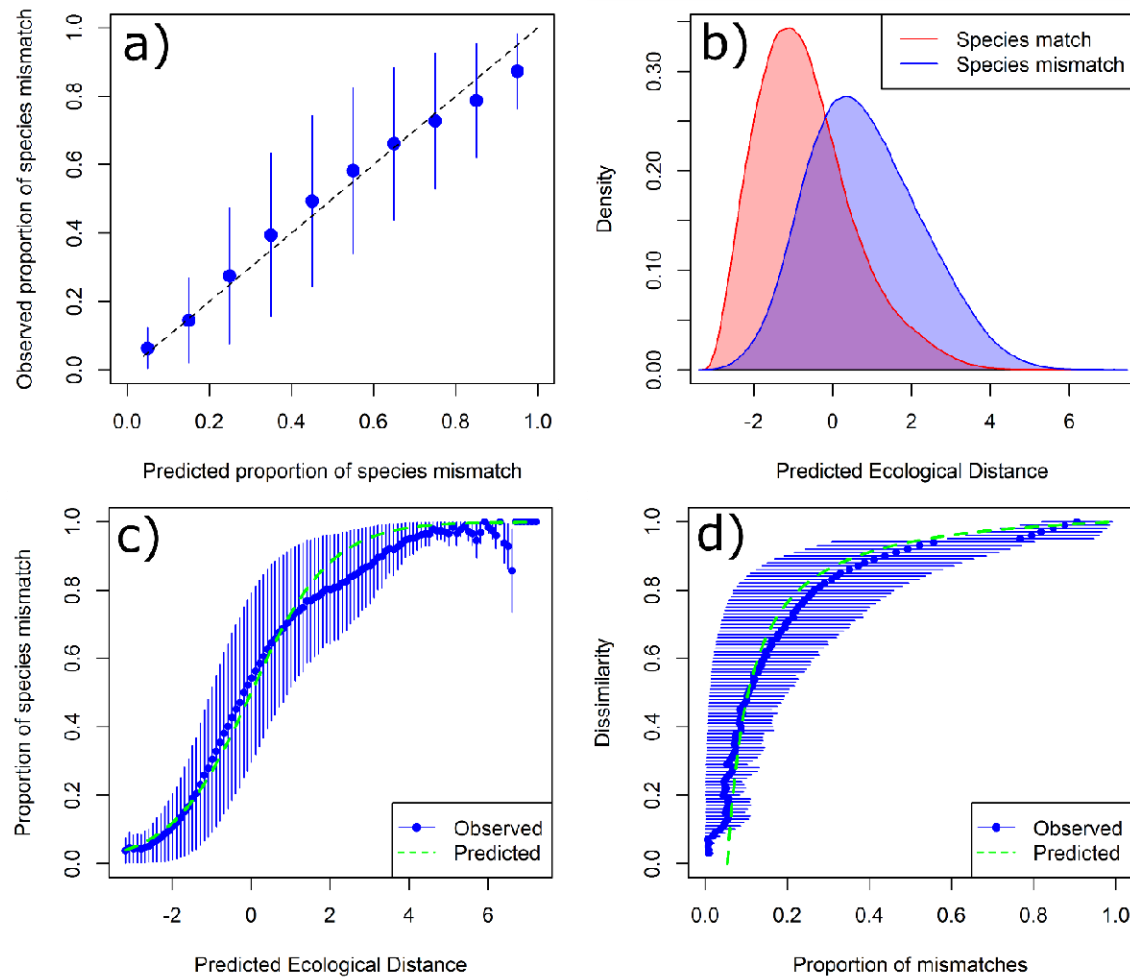 a)
Observed proportion of species mismatch
1.0
0.8
0.6
0.4
0.2
0.0
0.0 0.2 0.4 0.6 0.8 1.0
Predicted proportion of species mismatch
b)
Species match
Species mismatch
Density
0.30
0.20
0.10
0.00
-2 0 2 4 6
Predicted Ecological Distance
c)
Proportion of species mismatch
1.0
0.8
0.6
0.4
0.2
0.0
Observed
Predicted
-2 0 2 4 6
Predicted Ecological Distance
d)
Dissimilarity
1.0
0.8
0.6
0.4
0.2
0.0
Observed
Predicted
0.0 0.2 0.4 0.6 0.8 1.0
Proportion of mismatches